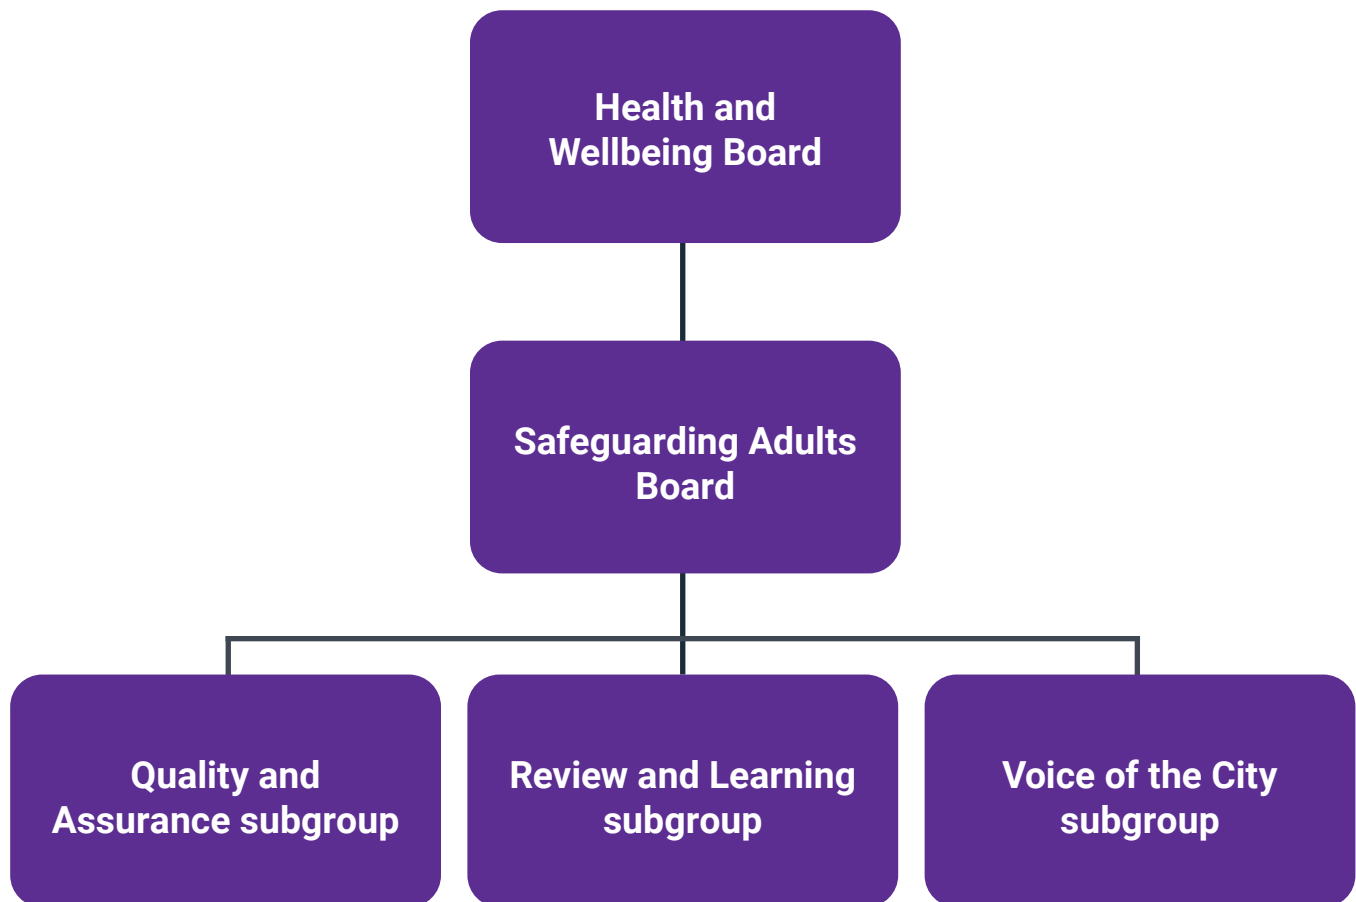 Health and
Wellbeing Board
Safeguarding Adults
Board
Quality and
Assurance subgroup
Review and Learning
subgroup
Voice of the City
subgroup